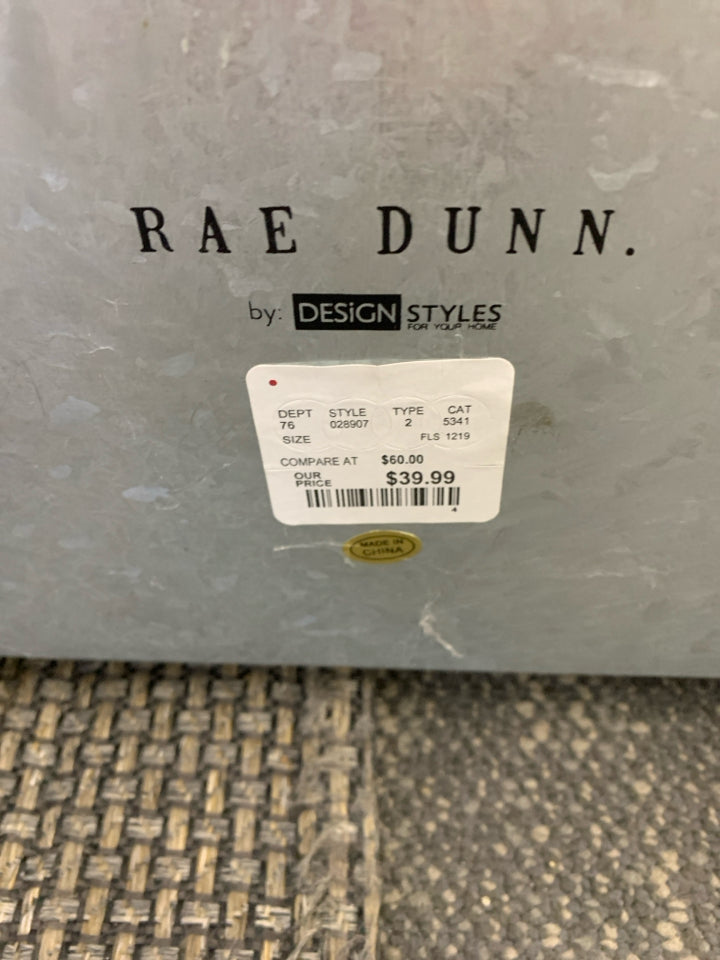 RAE DUNN.
by: DESiGN STYLES
FOR YOUR HOME
DEPT STYLE TYPE CAT
76 028907 2 5341
SIZE FLS 1219
COMPARE AT $60.00
OUR
PRICE $39.99
4
MADE IN
CHINA